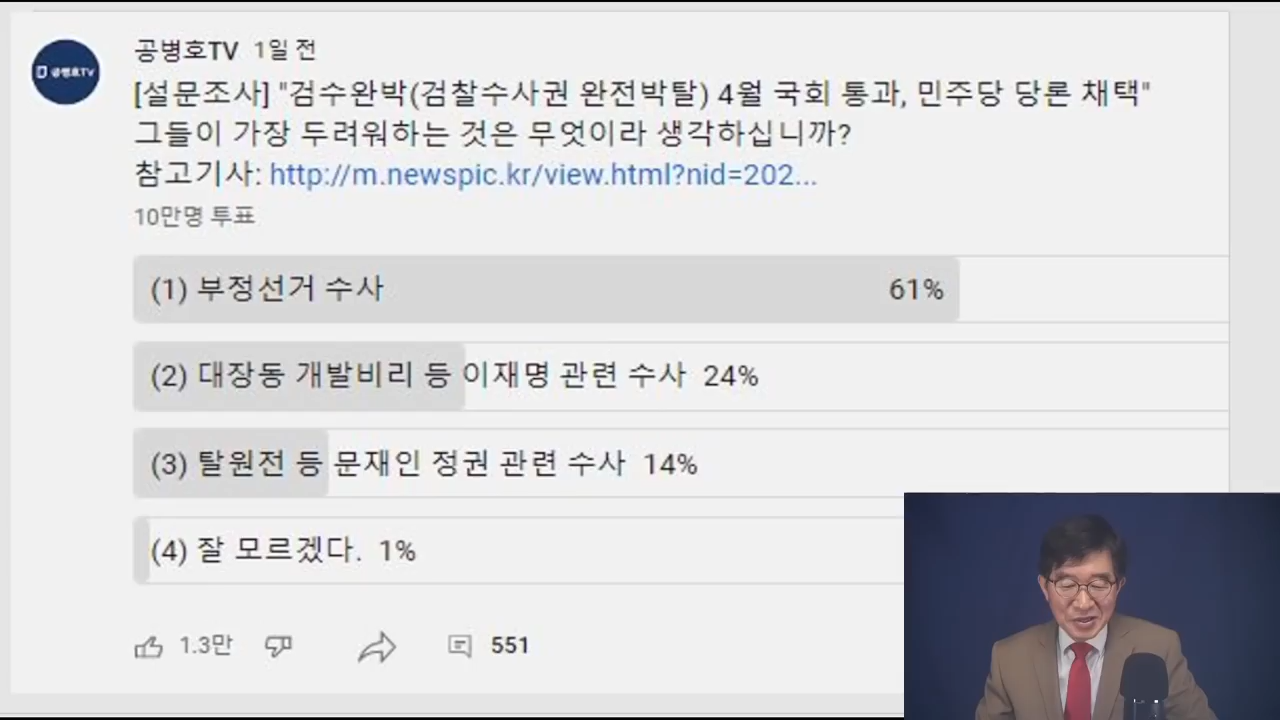 공병호TV
공병호TV 1일 전
[설문조사] "검수완박(검찰수사권 완전박탈) 4월 국회 통과, 민주당 당론 채택"
그들이 가장 두려워하는 것은 무엇이라 생각하십니까?
참고기사: http://m.newspic.kr/view.html?nid=202...
10만명 투표
(1) 부정선거 수사 61%
(2) 대장동 개발비리 등 이재명 관련 수사 24%
(3) 탈원전 등 문재인 정권 관련 수사 14%
(4) 잘 모르겠다. 1%
1.3만 551